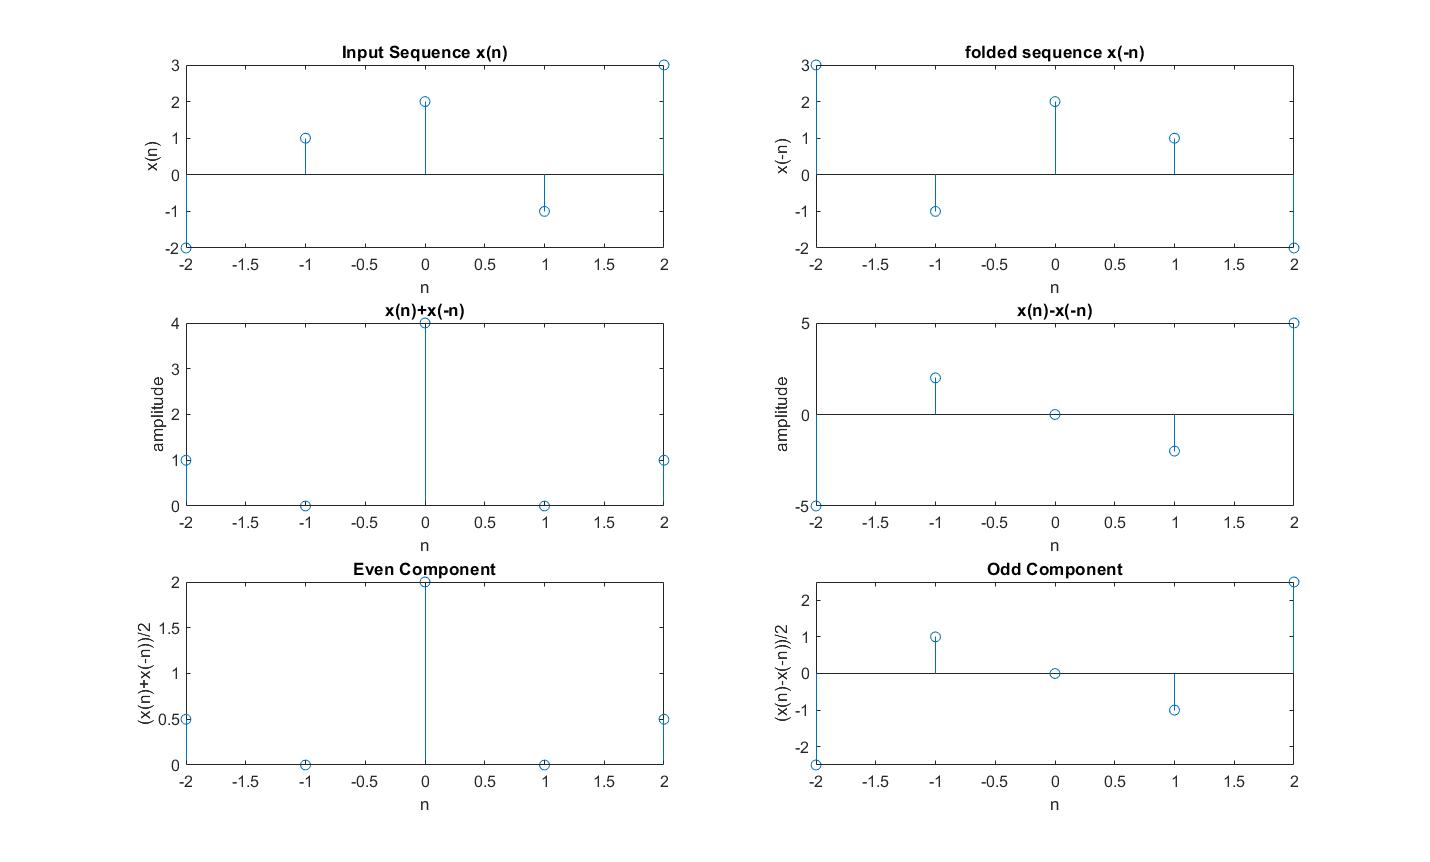 Input Sequence x(n)
3
2
1
0
-1
-2
x(n)
-2 -1.5 -1 -0.5 0 0.5 1 1.5 2
n
folded sequence x(-n)
3
2
1
0
-1
-2
x(-n)
-2 -1.5 -1 -0.5 0 0.5 1 1.5 2
n
x(n)+x(-n)
4
3
2
1
0
amplitude
-2 -1.5 -1 -0.5 0 0.5 1 1.5 2
n
x(n)-x(-n)
5
0
-5
amplitude
-2 -1.5 -1 -0.5 0 0.5 1 1.5 2
n
Even Component
2
1.5
1
0.5
0
(x(n)+x(-n))/2
-2 -1.5 -1 -0.5 0 0.5 1 1.5 2
n
Odd Component
2
1
0
-1
-2
(x(n)-x(-n))/2
-2 -1.5 -1 -0.5 0 0.5 1 1.5 2
n